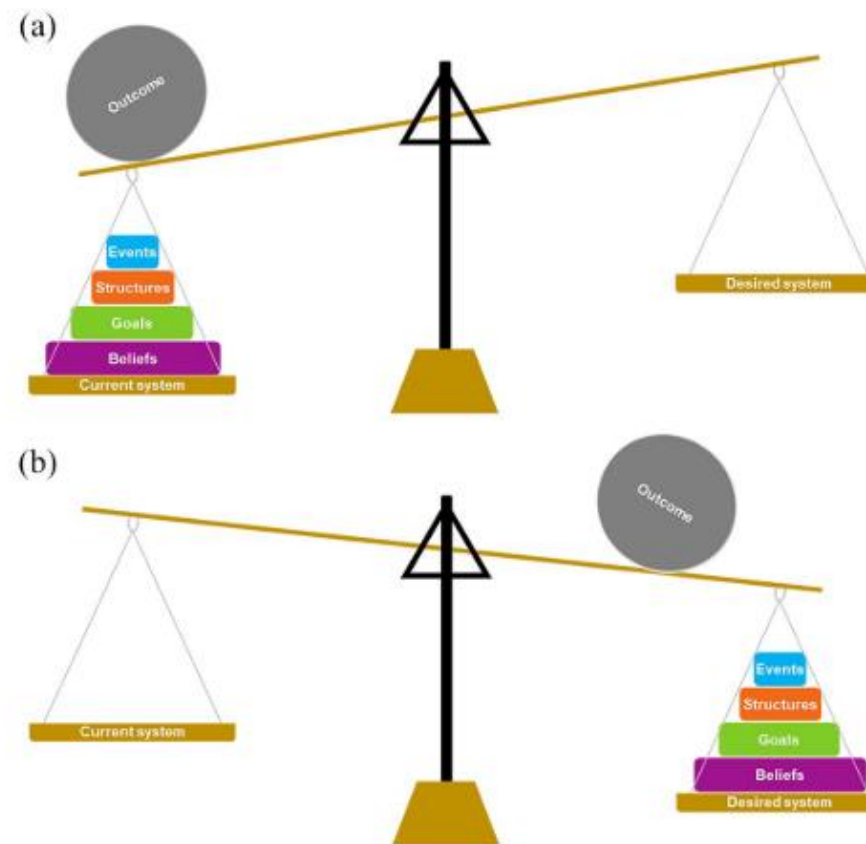 (a)
Outcome
Events
Structures
Goals
Beliefs
Current system
Desired system
(b)
Outcome
Current system
Events
Structures
Goals
Beliefs
Desired system